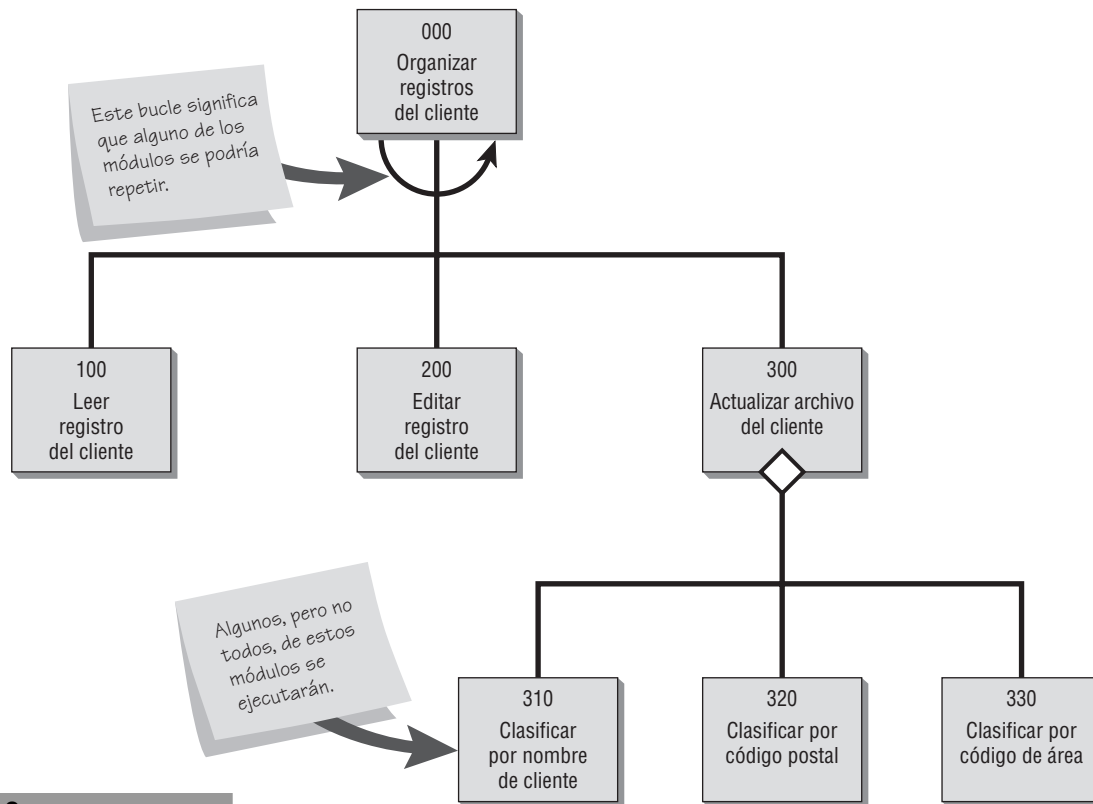 000
Organizar
registros
del cliente
Este bucle significa
que alguno de los
módulos se podría
repetir.
100
Leer
registro
del cliente
200
Editar
registro
del cliente
300
Actualizar archivo
del cliente
Algunos, pero no
todos, de estos
módulos se
ejecutarán.
310
Clasificar
por nombre
de cliente
320
Clasificar por
código postal
330
Clasificar por
código de área